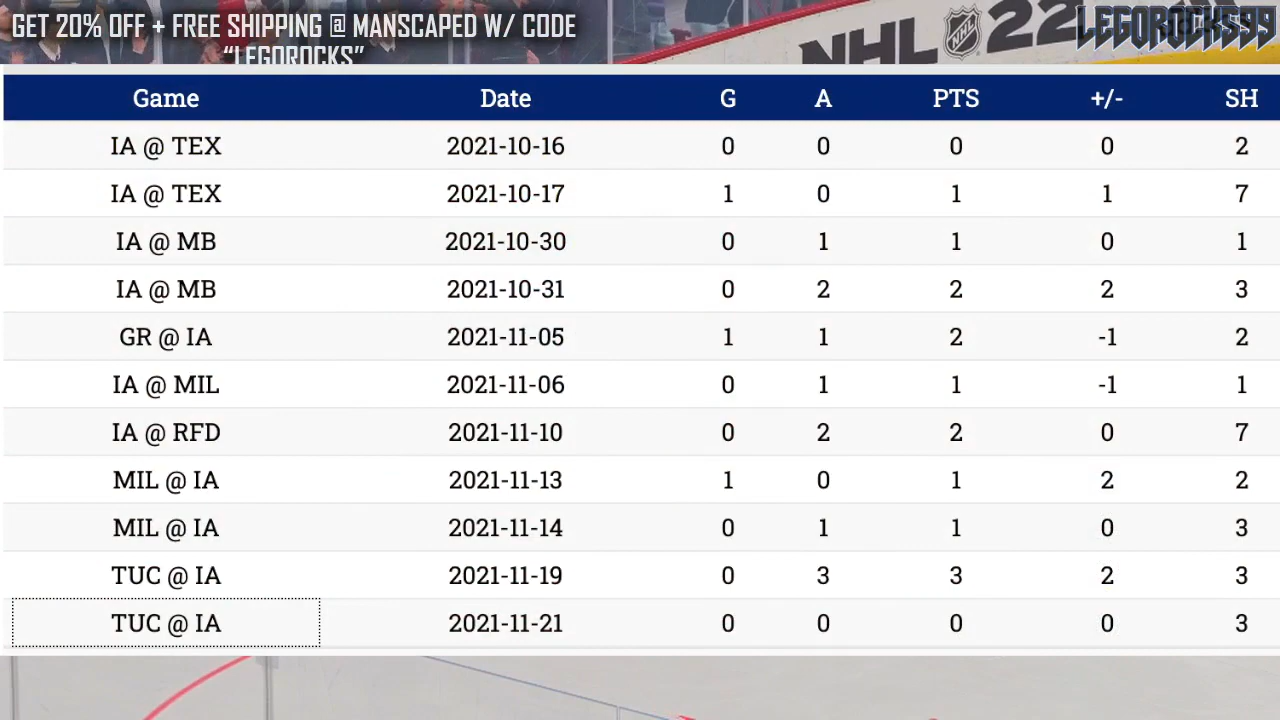 GET 20% OFF + FREE SHIPPING @ MANSCAPED W/ CODE
"LEGOROCKS"
NHL NHL 22
LEGOROCKS99
Game Date G A PTS +/- SH
IA @ TEX 2021-10-16 0 0 0 0 2
IA @ TEX 2021-10-17 1 0 1 1 7
IA @ MB 2021-10-30 0 1 1 0 1
IA @ MB 2021-10-31 0 2 2 2 3
GR @ IA 2021-11-05 1 1 2 -1 2
IA @ MIL 2021-11-06 0 1 1 -1 1
IA @ RFD 2021-11-10 0 2 2 0 7
MIL @ IA 2021-11-13 1 0 1 2 2
MIL @ IA 2021-11-14 0 1 1 0 3
TUC @ IA 2021-11-19 0 3 3 2 3
TUC @ IA 2021-11-21 0 0 0 0 3